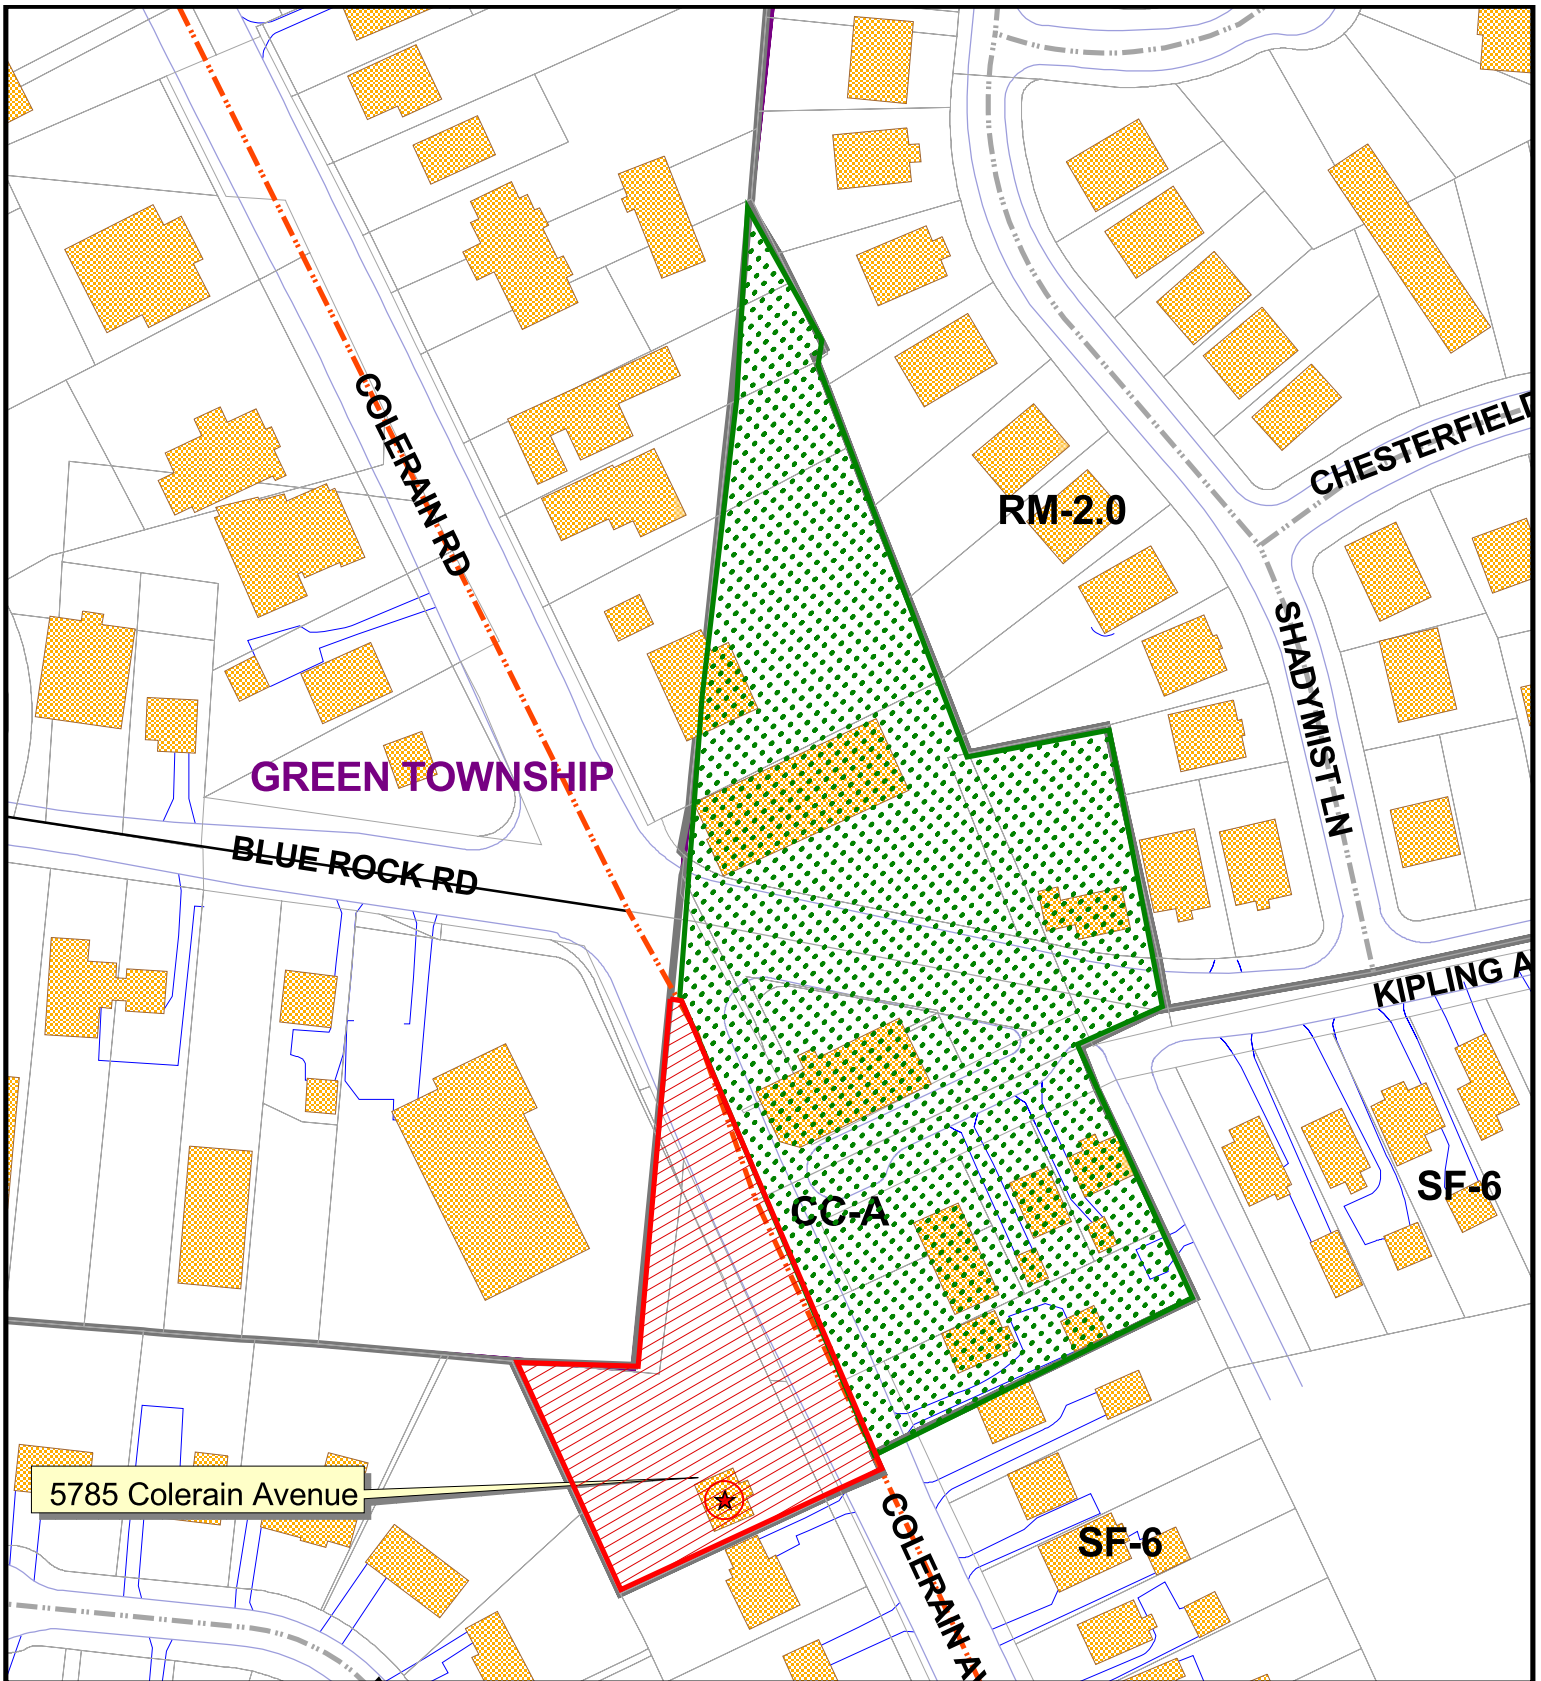 COLERAIN RD
CHESTERFIELD
RM-2.0
SHADYMIST LN
GREEN TOWNSHIP
BLUE ROCK RD
KIPLING A
SF-6
CC-A
5785 Colerain Avenue
SF-6
COLERAIN AV